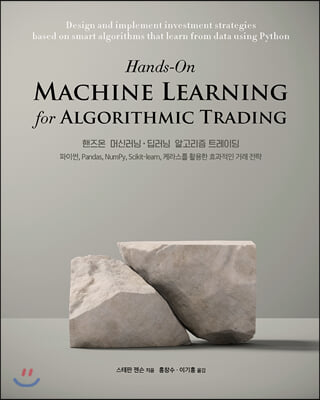 Design and implement investment strategies
based on smart algorithms that learn from data using Python
Hands-On
MACHINE LEARNING
for ALGORITHMIC TRADING
핸즈온 머신러닝·딥러닝 알고리즘 트레이딩
파이썬, Pandas, NumPy, Scikit-learn, 케라스를 활용한 효과적인 거래 전략
스테판 젠슨 지음 홍창수·이기홍 옮김